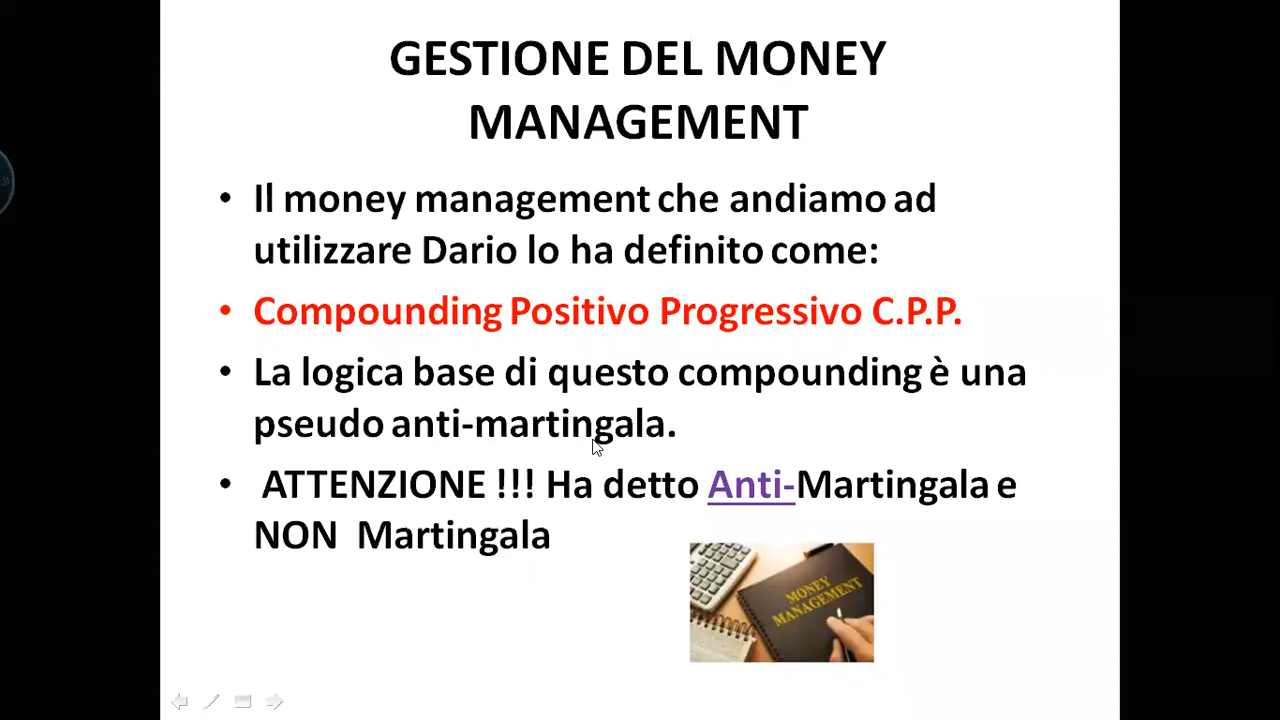 GESTIONE DEL MONEY
MANAGEMENT
• Il money management che andiamo ad
utilizzare Dario lo ha definito come:
• Compounding Positivo Progressivo C.P.P.
• La logica base di questo compounding è una
pseudo anti-martingala.
• ATTENZIONE !!! Ha detto Anti-Martingala e
NON Martingala
MONEY
MANAGEMENT